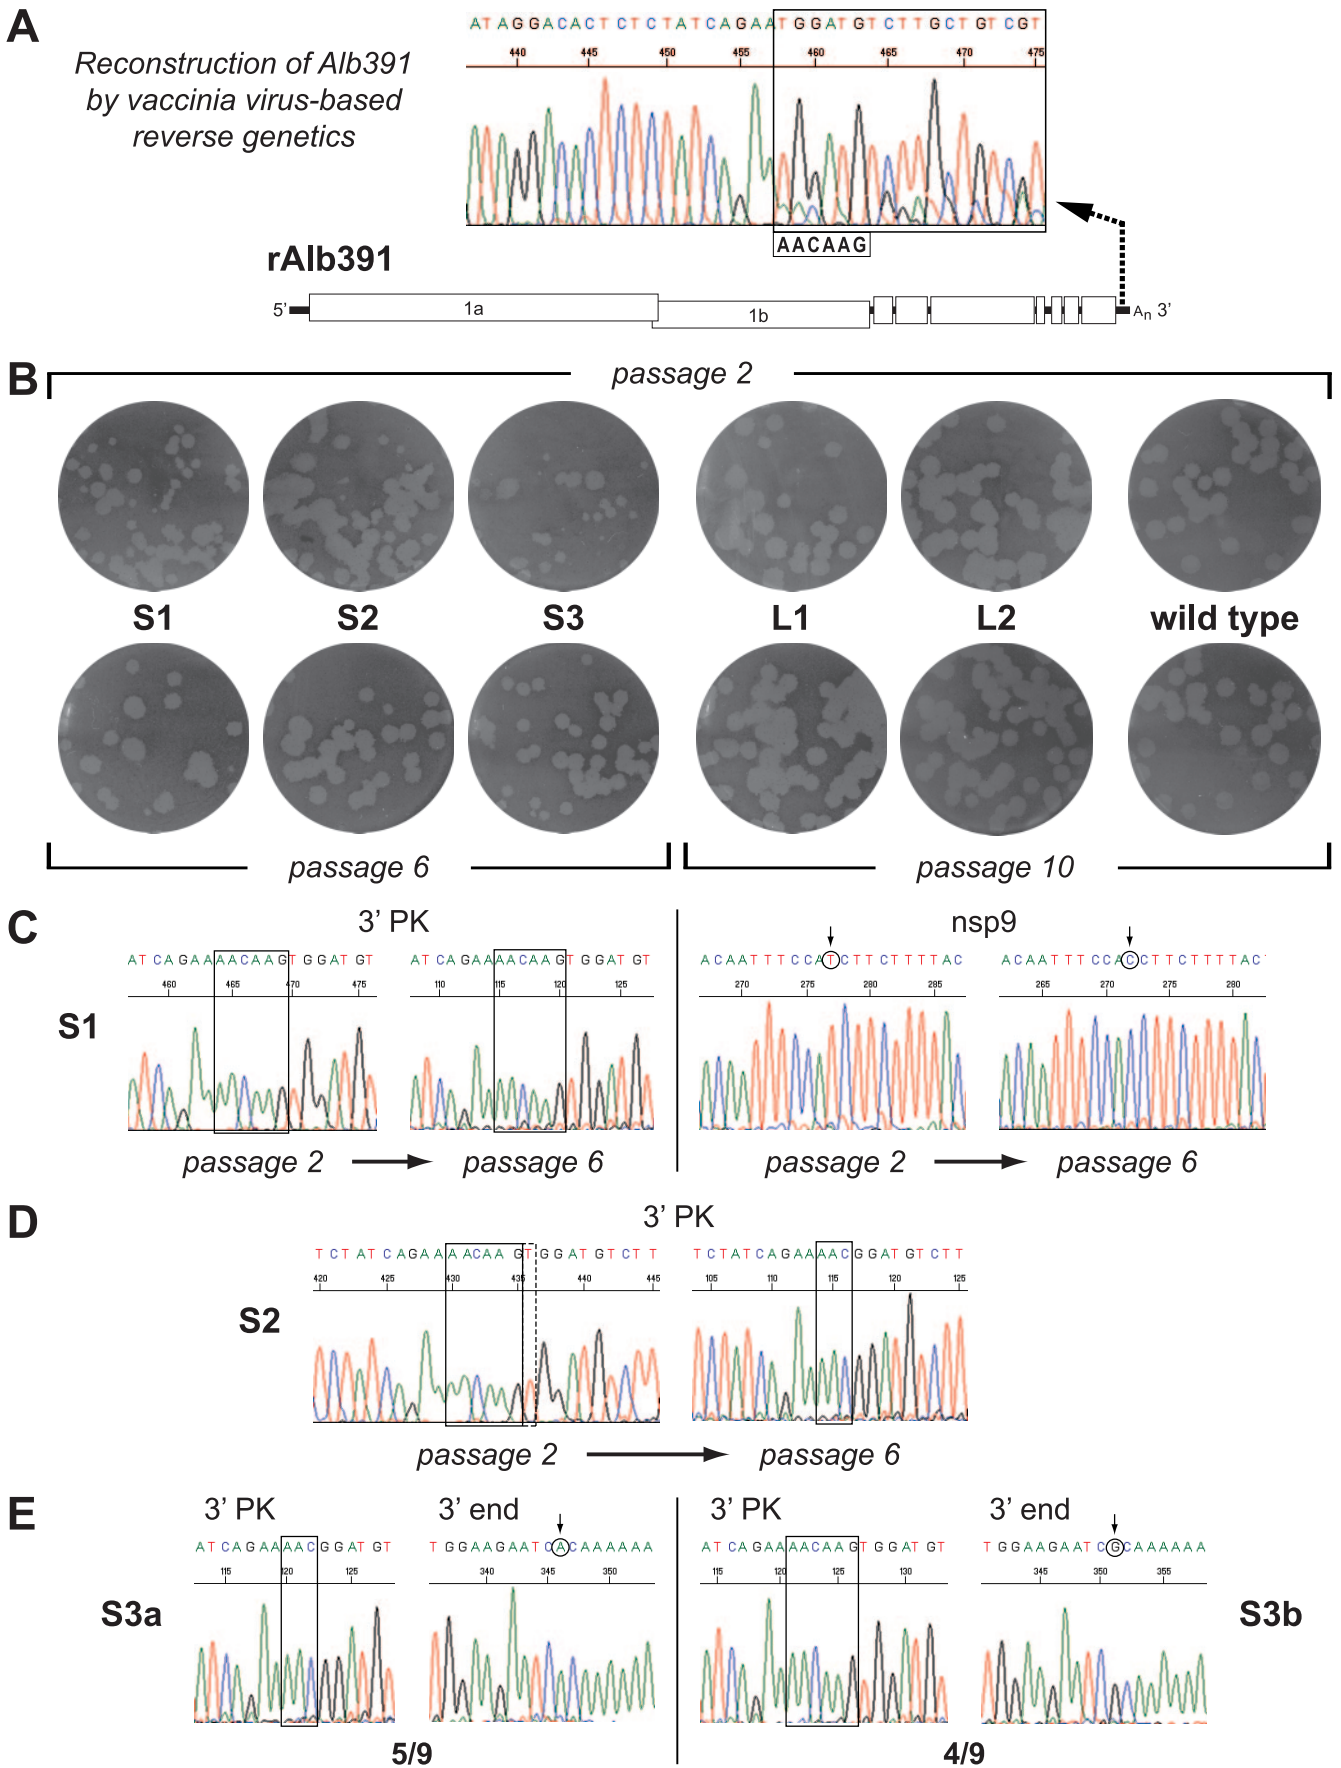 A
Reconstruction of Alb391
by vaccinia virus-based
reverse genetics
ATAGGACACTCTCTATCAGAATGGATGTCTTGCTGTCGT
440 445 450 455 460 465 470 475
AACAAG
rAlb391
5' 1a 1b An 3'
B
passage 2
S1 S2 S3 L1 L2 wild type
passage 6 passage 10
C
3' PK nsp9
ATCAGAAAACAAGTGGATGT ATCAGAAAACAAGTGGATGT ACAATTTCCATCTTCTTTTAC ACAATTTCCACCTTCTTTTAC
460 465 470 475 110 115 120 125 270 275 280 285 265 270 275 280
S1
passage 2 passage 6 passage 2 passage 6
D
3' PK
TCTATCAGAAAACAAGTGGATGTCTT TCTATCAGAAAACGGATGTCTT
420 425 430 435 440 445 105 110 115 120 125
S2
passage 2 passage 6
E
3' PK 3' end 3' PK 3' end
ATCAGAAAACGGATGT TGGAAGAATCACAAAAAA ATCAGAAAACAAGTGGATGT TGGAAGAATCGCAAAAAA
115 120 125 340 345 350 115 120 125 130 345 350 355
S3a S3b
5/9 4/9